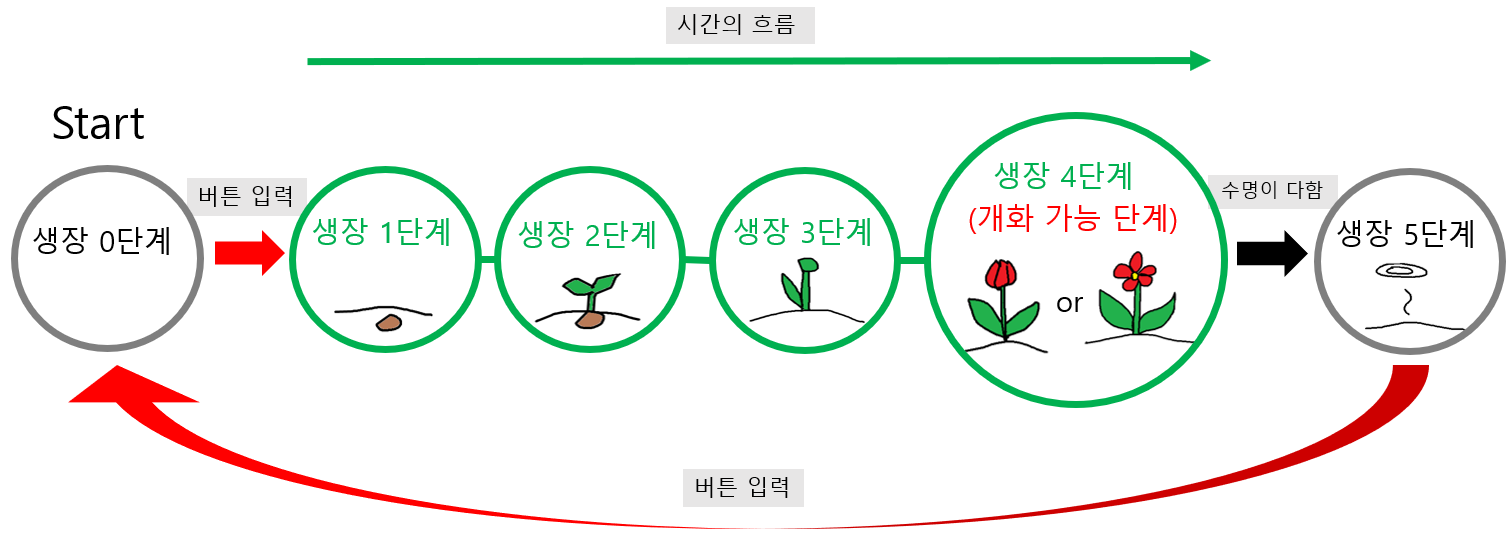 시간의 흐름
Start
생장 0단계
버튼 입력
생장 1단계
생장 2단계
생장 3단계
생장 4단계
(개화 가능 단계)
or
수명이 다함
생장 5단계
버튼 입력